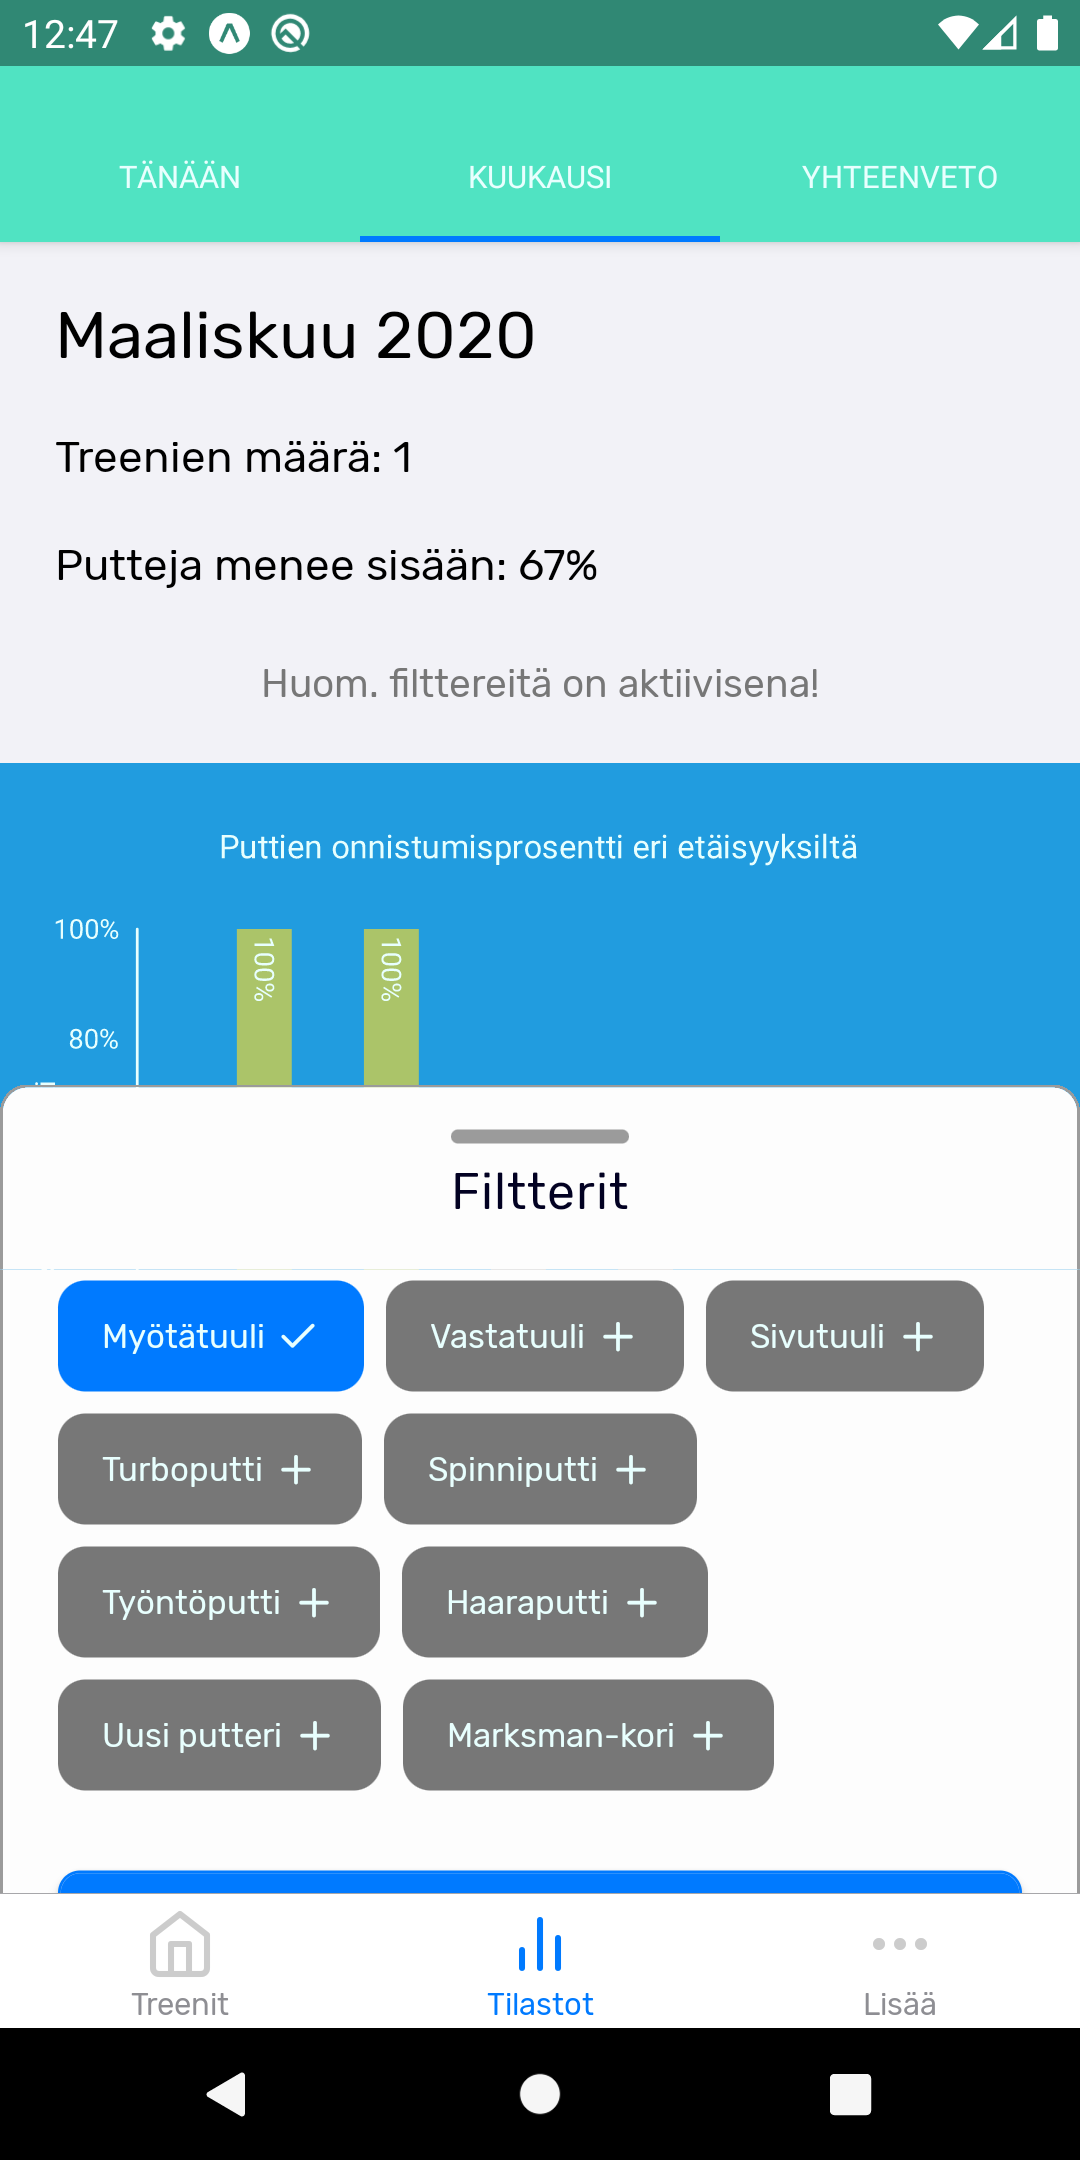 12:47
TÄNÄÄN KUUKAUSI YHTEENVETO
Maaliskuu 2020
Treenien määrä: 1
Putteja menee sisään: 67%
Huom. filttereitä on aktiivisena!
Puttien onnistumisprosentti eri etäisyyksiltä
100%
100%
100%
80%
Filtterit
Myötätuuli Vastatuuli Sivutuuli
Turboputti Spinniputti
Työntöputti Haaraputti
Uusi putteri Marksman-kori
Treenit Tilastot Lisää